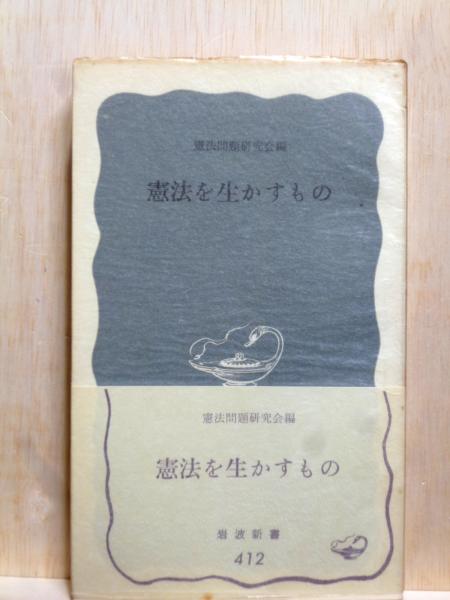 憲法問題研究会編
憲法を生かすもの
憲法問題研究会編
憲法を生かすもの
岩波新書
412